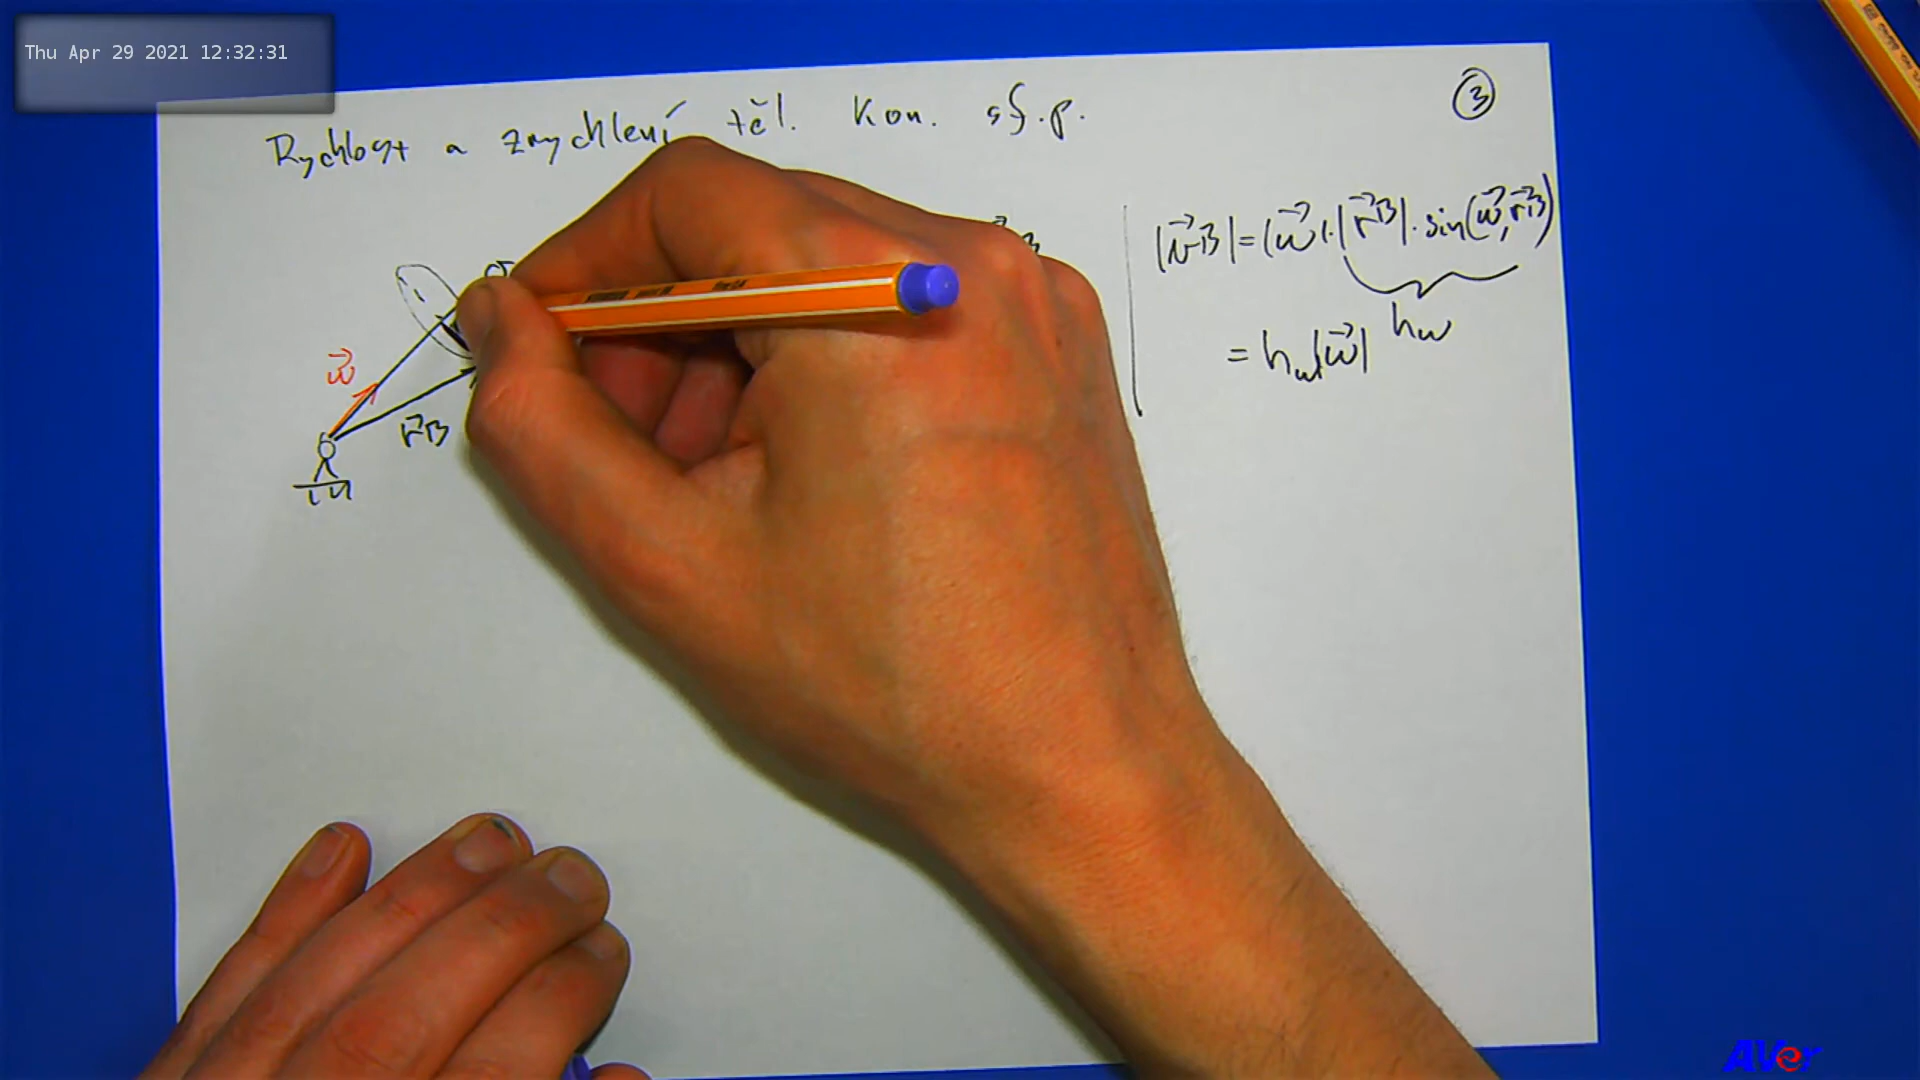 Thu Apr 29 2021 12:32:31
Rychlost a zrychlení těl. kon. sf. p.
3
|v⃗B| = |ω⃗|·|r⃗B|·sin(ω⃗,r⃗B)
hω
= hω|ω⃗|
ω⃗
r⃗B
AVer